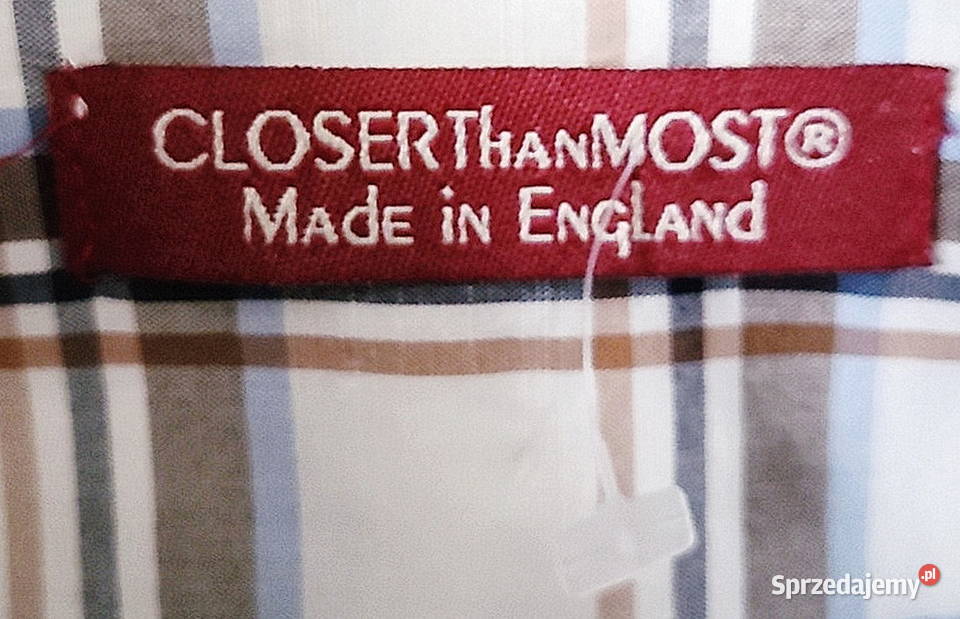 CLOSERThanMOST®
Made in England
Sprzedajemy.pl